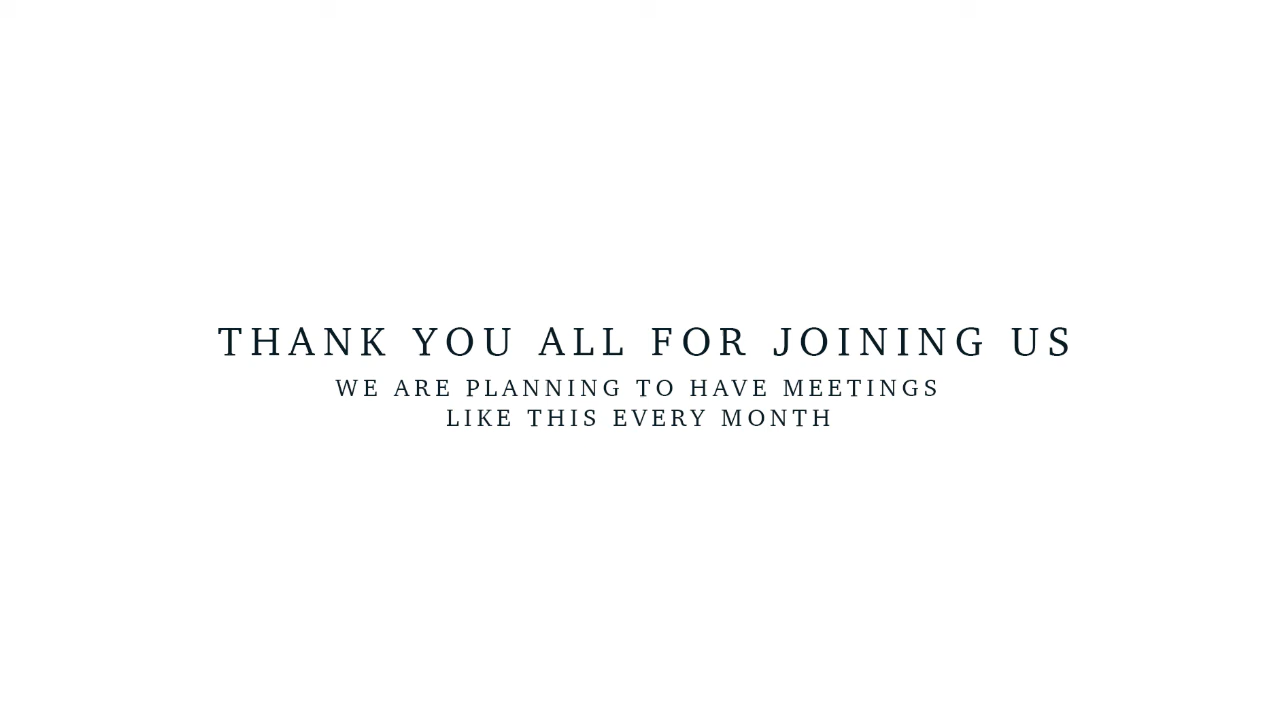 THANK YOU ALL FOR JOINING US
WE ARE PLANNING TO HAVE MEETINGS
LIKE THIS EVERY MONTH